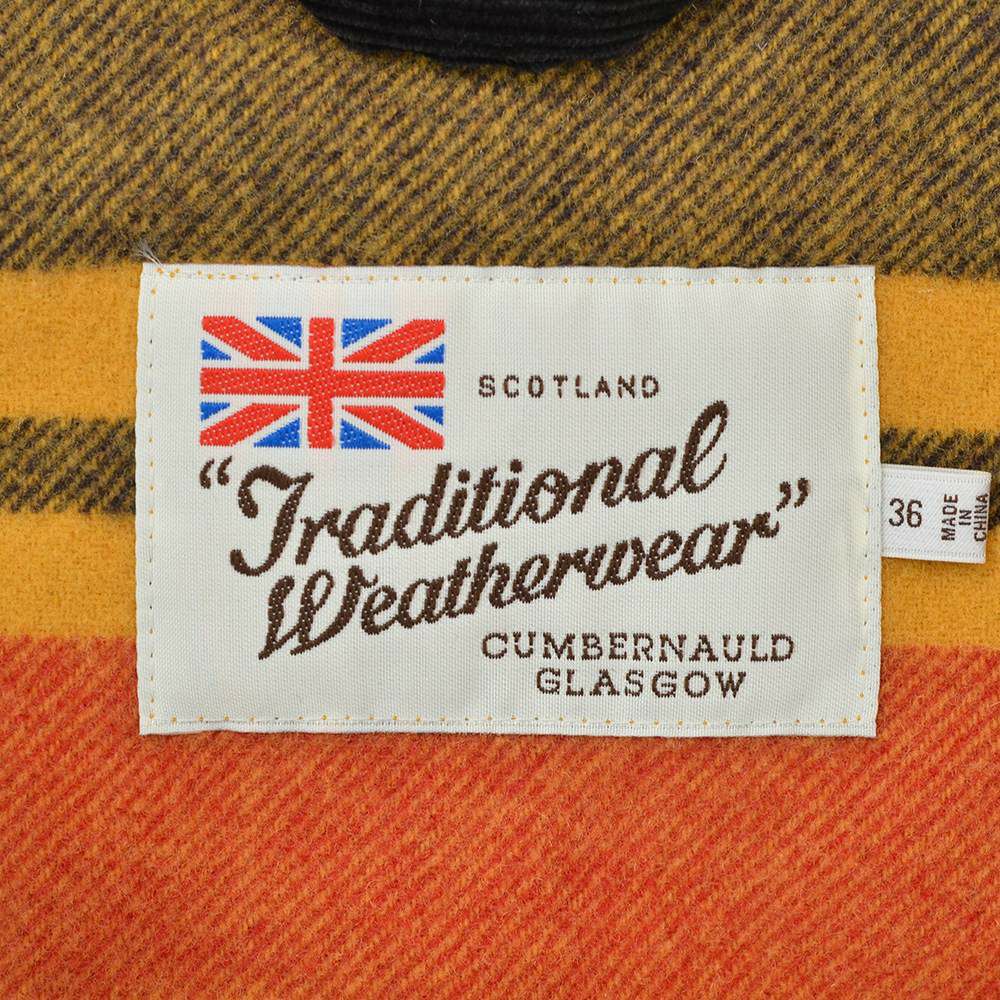 SCOTLAND
“Traditional
Weatherwear”
CUMBERNAULD
GLASGOW
36
MADE
IN
CHINA